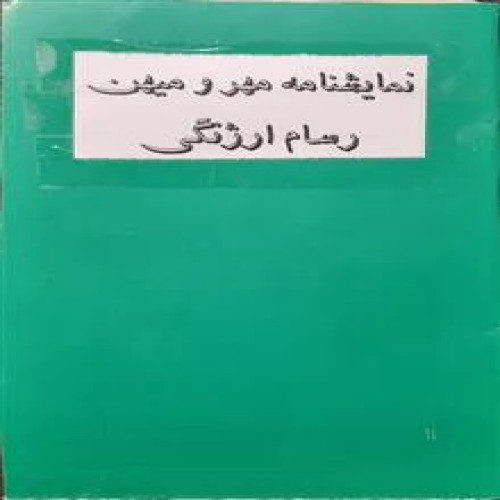 نمایشنامه مهر و میهن
رسام ارژنگی